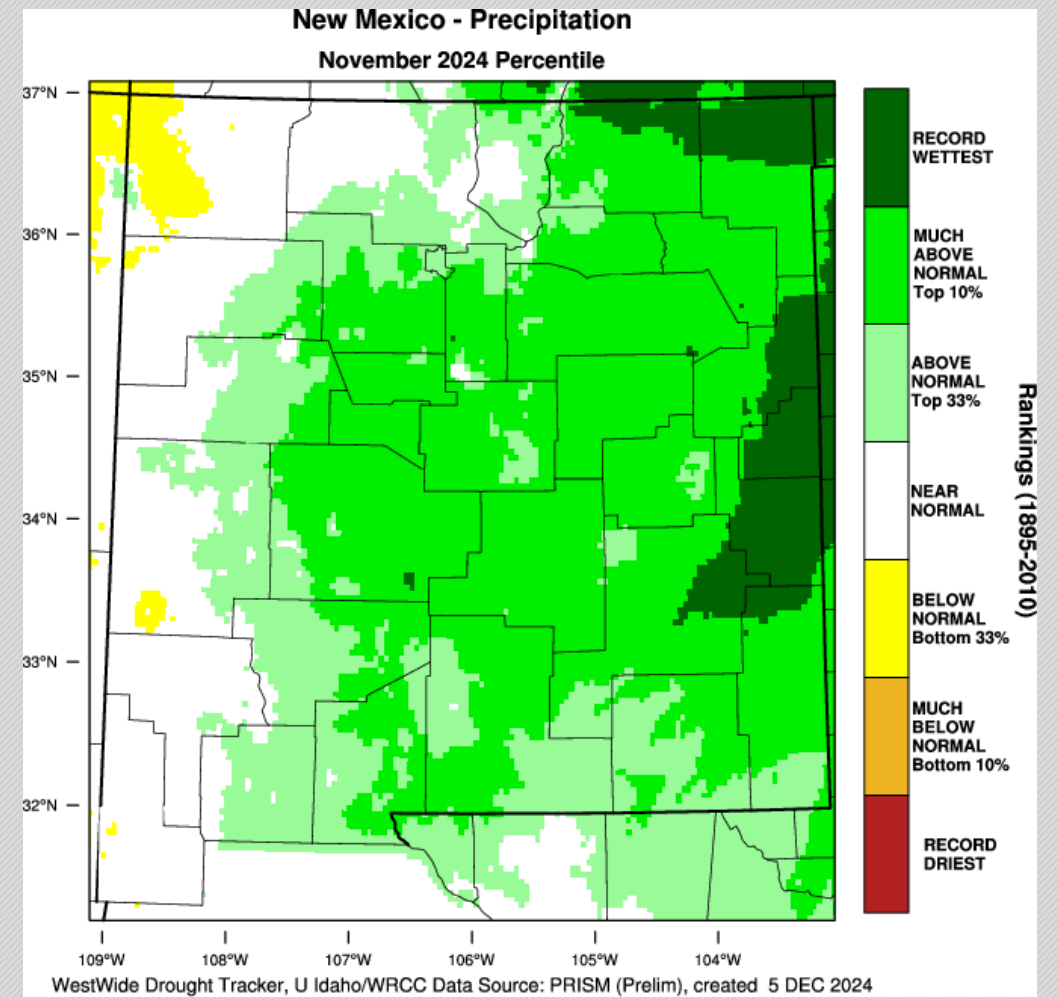 New Mexico - Precipitation
November 2024 Percentile
37°N
36°N
35°N
34°N
33°N
32°N
109°W
108°W
107°W
106°W
105°W
104°W
RECORD
WETTEST
MUCH
ABOVE
NORMAL
Top 10%
ABOVE
NORMAL
Top 33%
NEAR
NORMAL
BELOW
NORMAL
Bottom 33%
MUCH
BELOW
NORMAL
Bottom 10%
RECORD
DRIEST
Rankings (1895-2010)
WestWide Drought Tracker, U Idaho/WRCC Data Source: PRISM (Prelim), created 5 DEC 2024